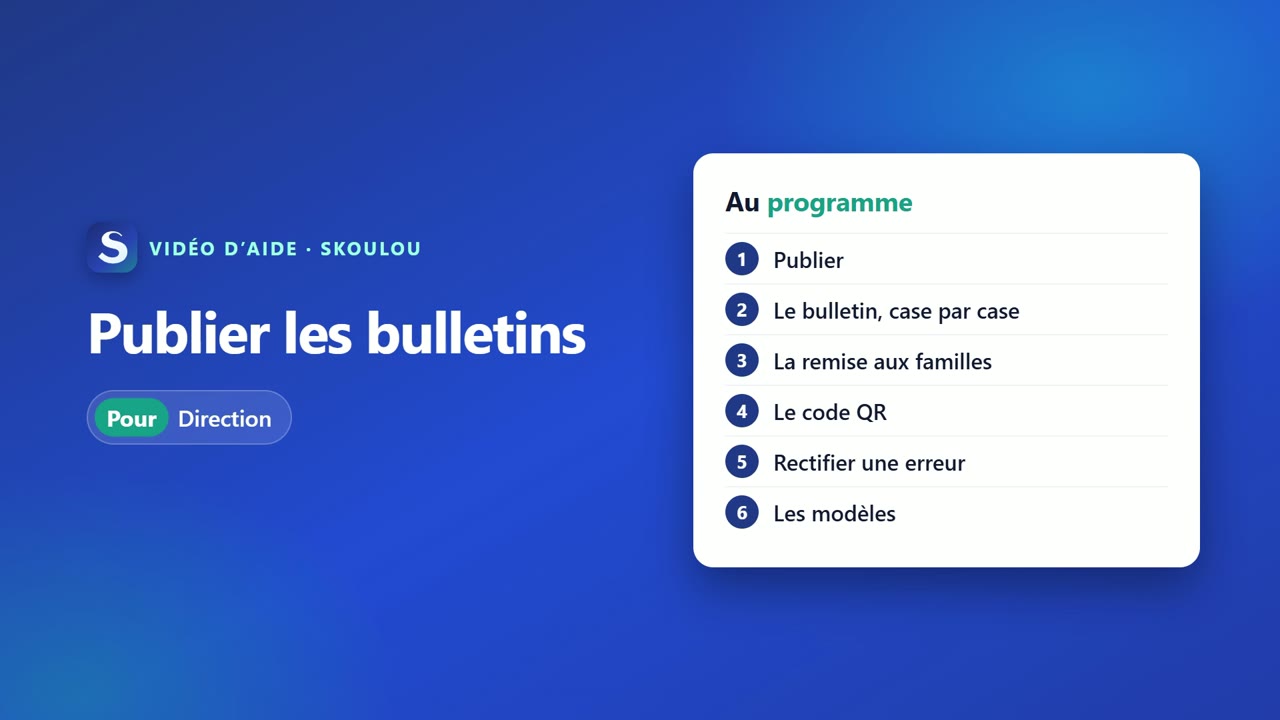 S
VIDÉO D’AIDE · SKOULOU
Publier les bulletins
Pour Direction
Au programme
1 Publier
2 Le bulletin, case par case
3 La remise aux familles
4 Le code QR
5 Rectifier une erreur
6 Les modèles